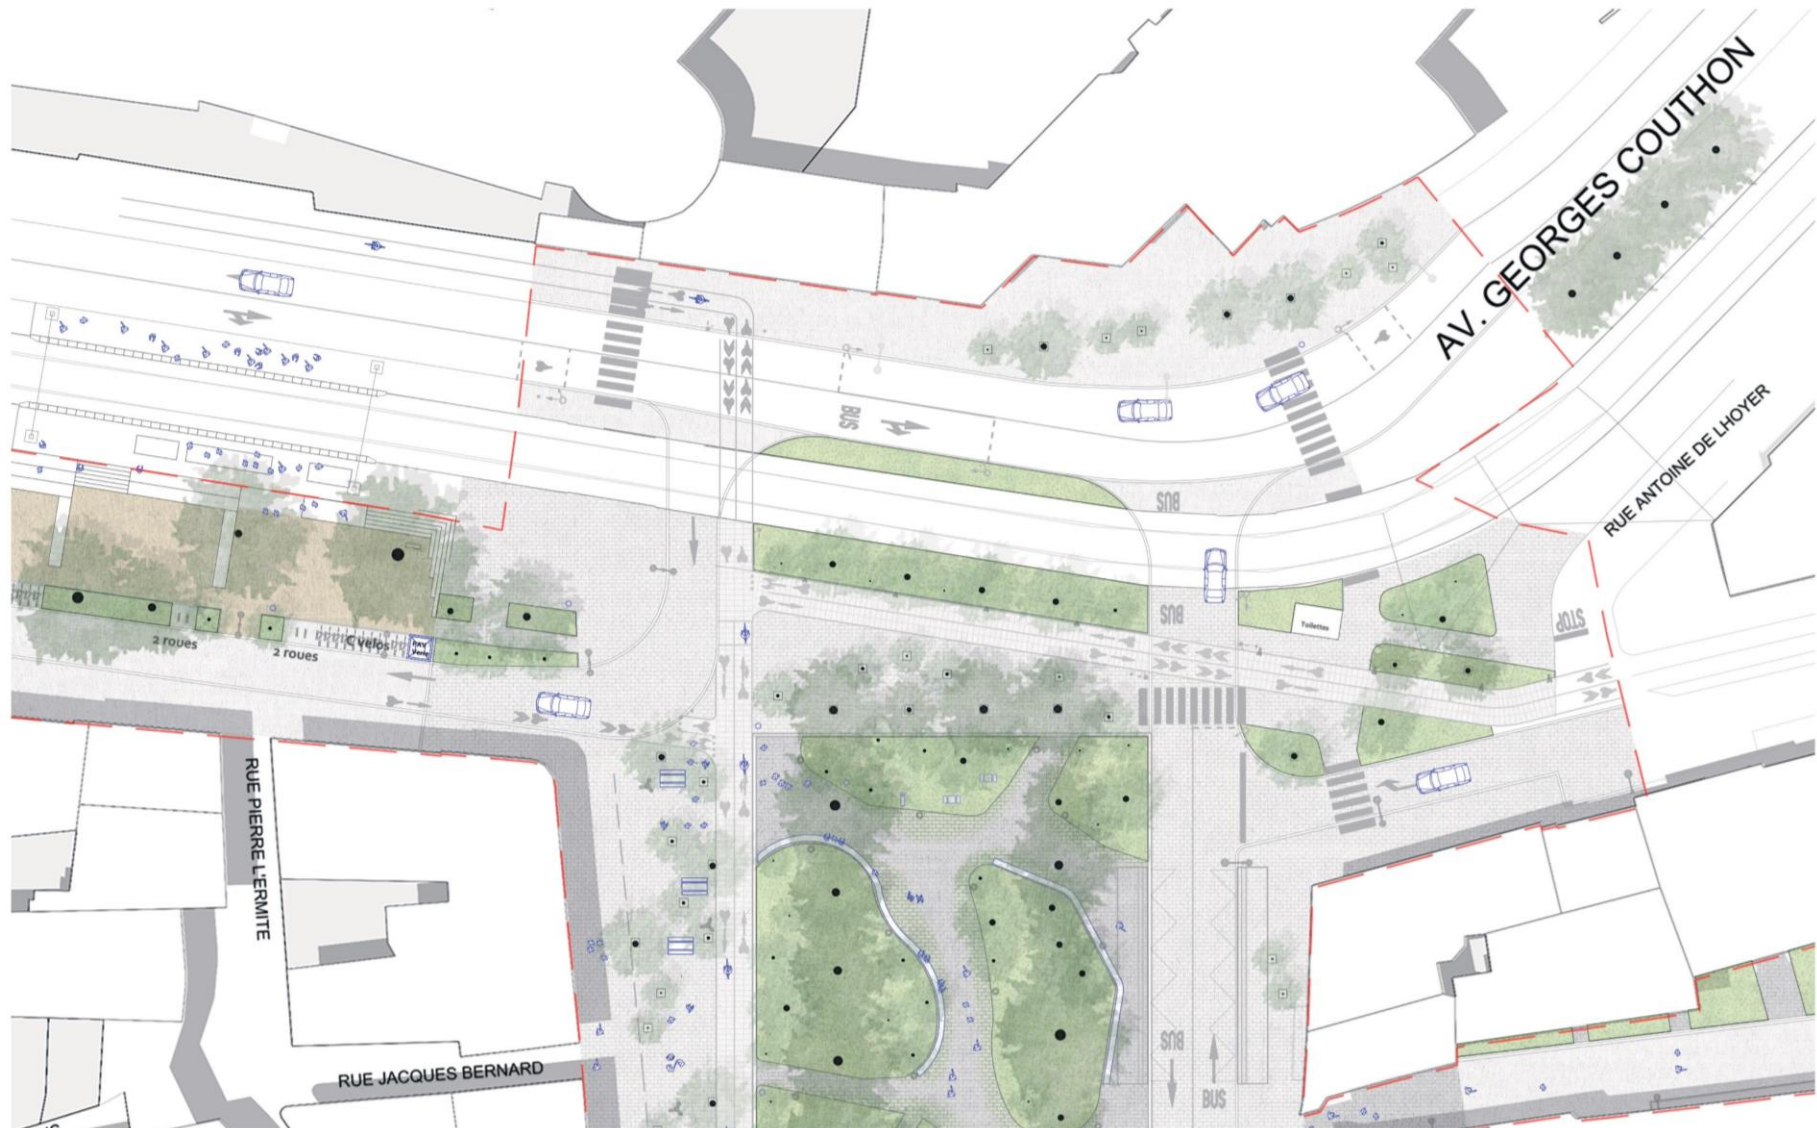 AV. GEORGES COUTHON
RUE ANTOINE DE LHOYER
BUS
BUS
BUS
STOP
Toilettes
2 roues
2 roues
C vélos
RUE PIERRE L'ERMITE
RUE JACQUES BERNARD
BUS
BUS